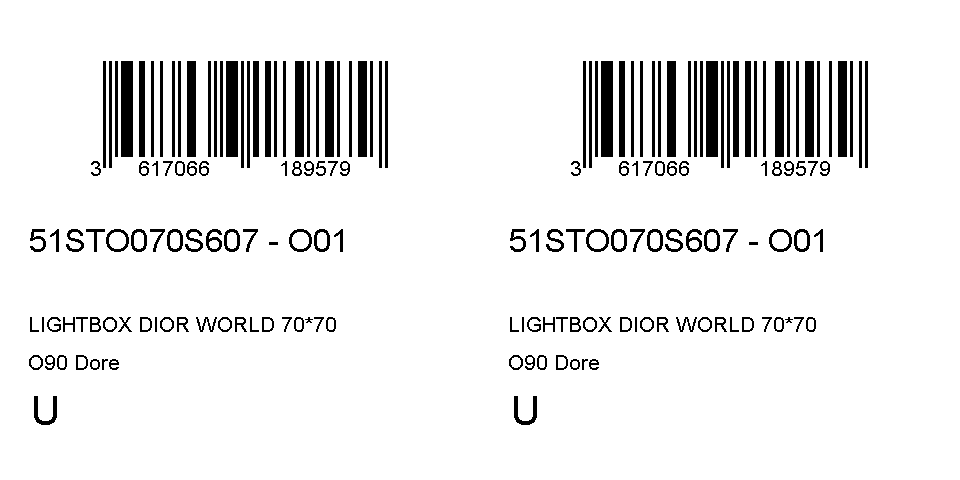 3 617066 189579
51STO070S607 - O01
LIGHTBOX DIOR WORLD 70*70
O90 Dore
U
3 617066 189579
51STO070S607 - O01
LIGHTBOX DIOR WORLD 70*70
O90 Dore
U